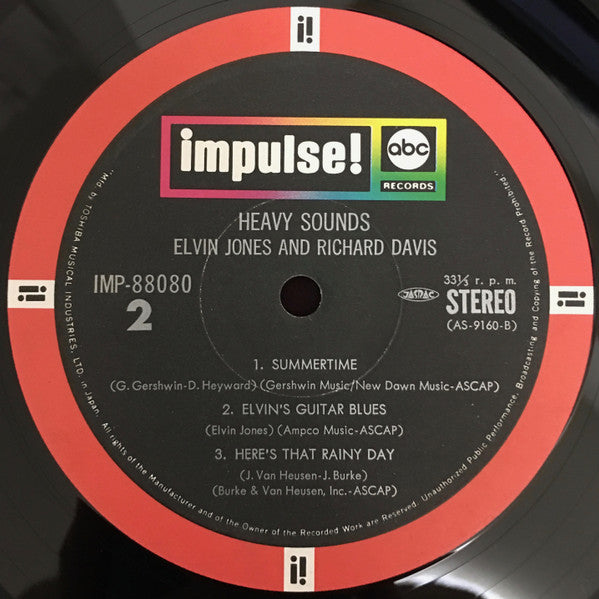 i!
impulse!
abc
RECORDS
HEAVY SOUNDS
ELVIN JONES AND RICHARD DAVIS
IMP-88080
2
JASRAC
33⅓ r. p. m.
STEREO
(AS-9160-B)
i!
i!
1. SUMMERTIME
(G. Gershwin-D. Heyward) (Gershwin Music/New Dawn Music-ASCAP)
2. ELVIN'S GUITAR BLUES
(Elvin Jones) (Ampco Music-ASCAP)
3. HERE'S THAT RAINY DAY
(J. Van Heusen-J. Burke)
(Burke & Van Heusen, Inc.-ASCAP)
"Mfd. by TOSHIBA MUSICAL INDUSTRIES, LTD. in Japan. All rights of the Manufacturer and of the Owner of the Recorded Work are Reserved. Unauthorized Public Performance, Broadcasting and Copying of the Record Prohibited."
i!